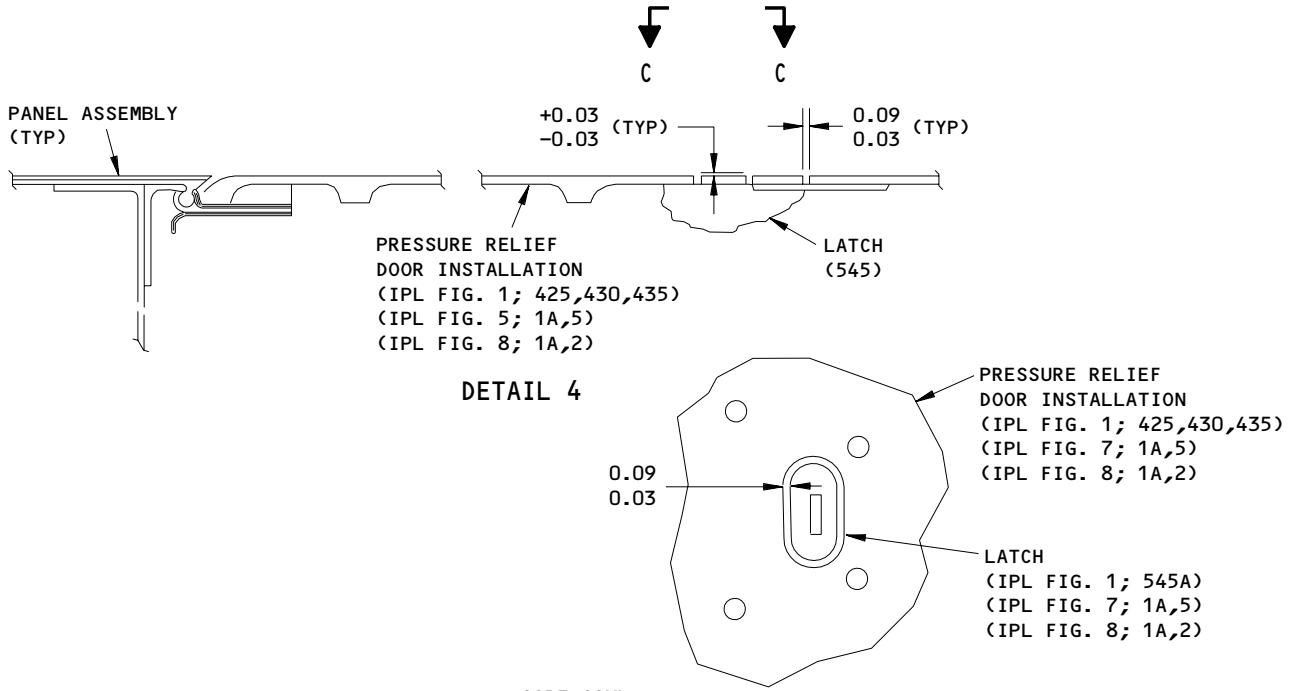 C
C
PANEL ASSEMBLY
(TYP)
+0.03
-0.03
(TYP)
0.09
0.03
(TYP)
PRESSURE RELIEF
DOOR INSTALLATION
(IPL FIG. 1; 425,430,435)
(IPL FIG. 5; 1A,5)
(IPL FIG. 8; 1A,2)
LATCH
(545)
DETAIL 4
PRESSURE RELIEF
DOOR INSTALLATION
(IPL FIG. 1; 425,430,435)
(IPL FIG. 7; 1A,5)
(IPL FIG. 8; 1A,2)
0.09
0.03
LATCH
(IPL FIG. 1; 545A)
(IPL FIG. 7; 1A,5)
(IPL FIG. 8; 1A,2)